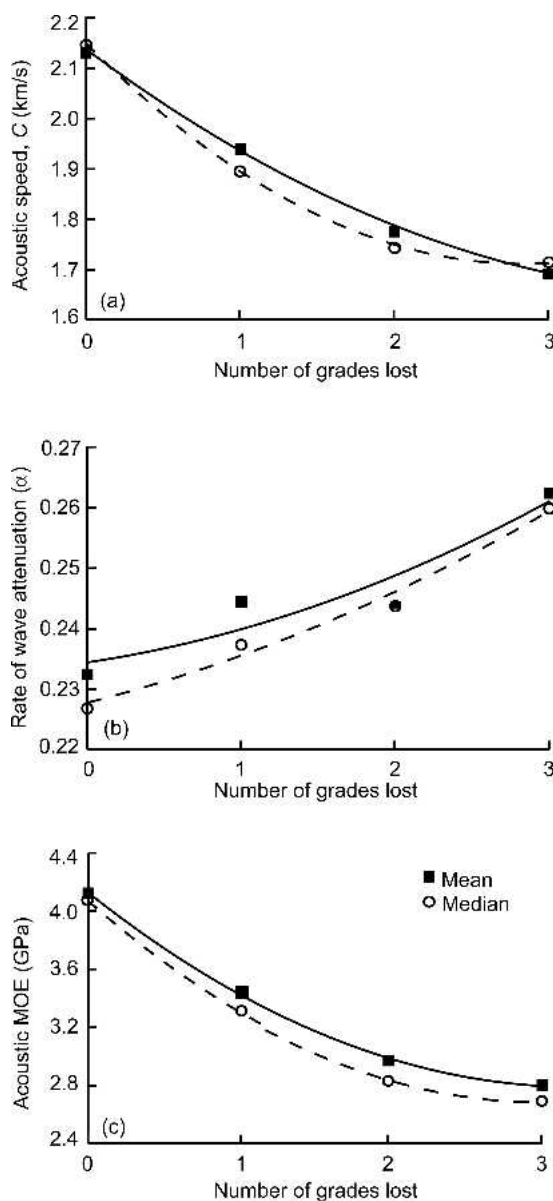 2.2
2.1
2.0
1.9
1.8
1.7
1.6
Acoustic speed, C (km/s)
(a)
0 1 2 3
Number of grades lost
0.27
0.26
0.25
0.24
0.23
0.22
Rate of wave attenuation (α)
(b)
0 1 2 3
Number of grades lost
4.4
4.0
3.6
3.2
2.8
2.4
Acoustic MOE (GPa)
Mean
Median
(c)
0 1 2 3
Number of grades lost